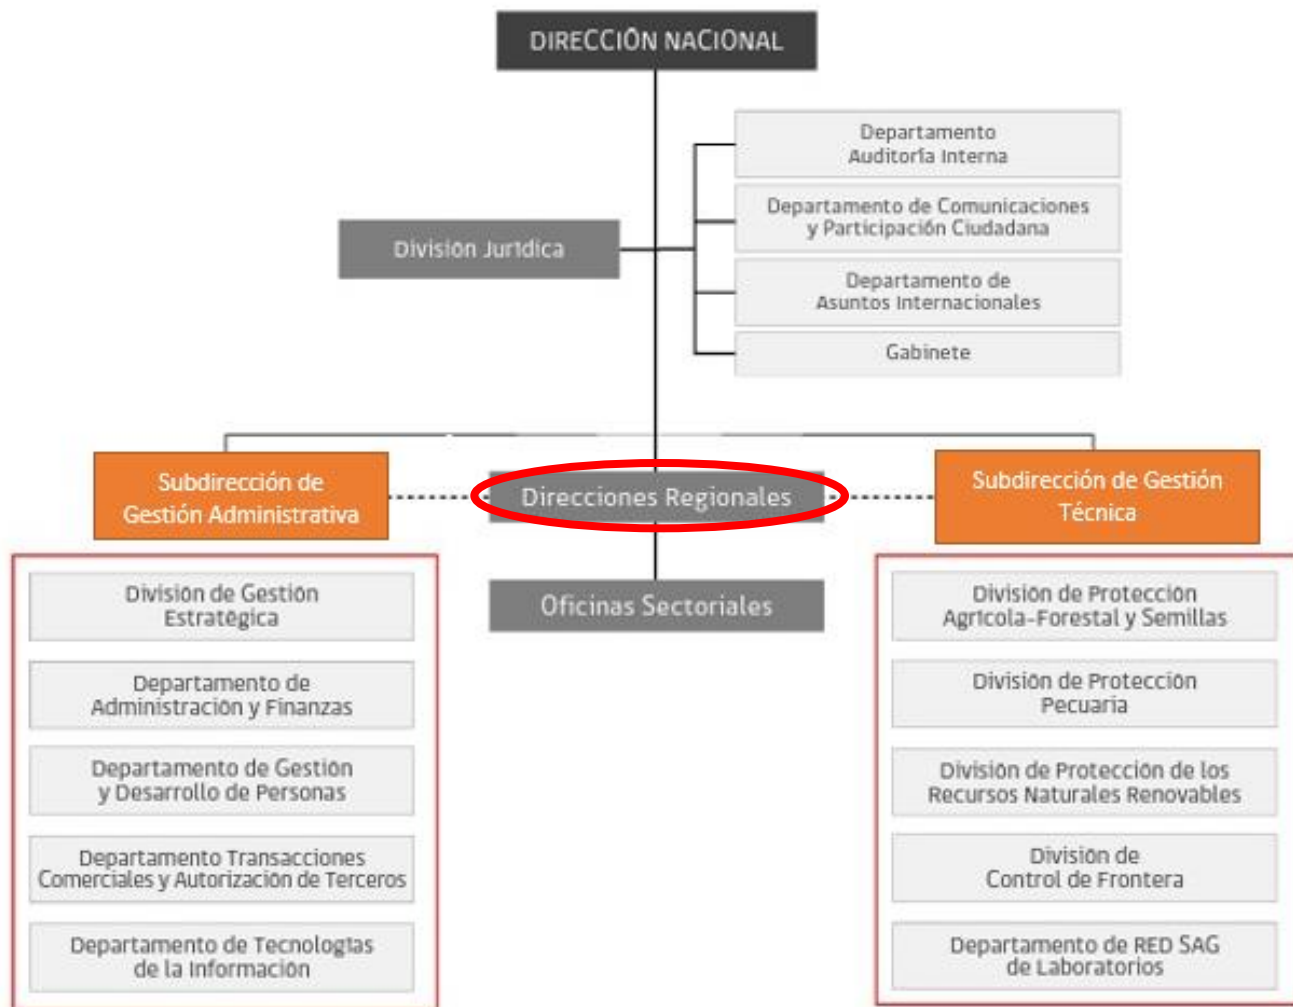 DIRECCIÓN NACIONAL
Departamento
Auditoría Interna
Departamento de Comunicaciones
y Participación Ciudadana
División Jurídica
Departamento de
Asuntos Internacionales
Gabinete
Subdirección de
Gestión Administrativa
Direcciones Regionales
Subdirección de Gestión
Técnica
Oficinas Sectoriales
División de Gestión
Estratégica
Departamento de
Administración y Finanzas
Departamento de Gestión
y Desarrollo de Personas
Departamento Transacciones
Comerciales y Autorización de Terceros
Departamento de Tecnologías
de la Información
División de Protección
Agrícola-Forestal y Semillas
División de Protección
Pecuaria
División de Protección de los
Recursos Naturales Renovables
División de
Control de Frontera
Departamento de RED SAG
de Laboratorios